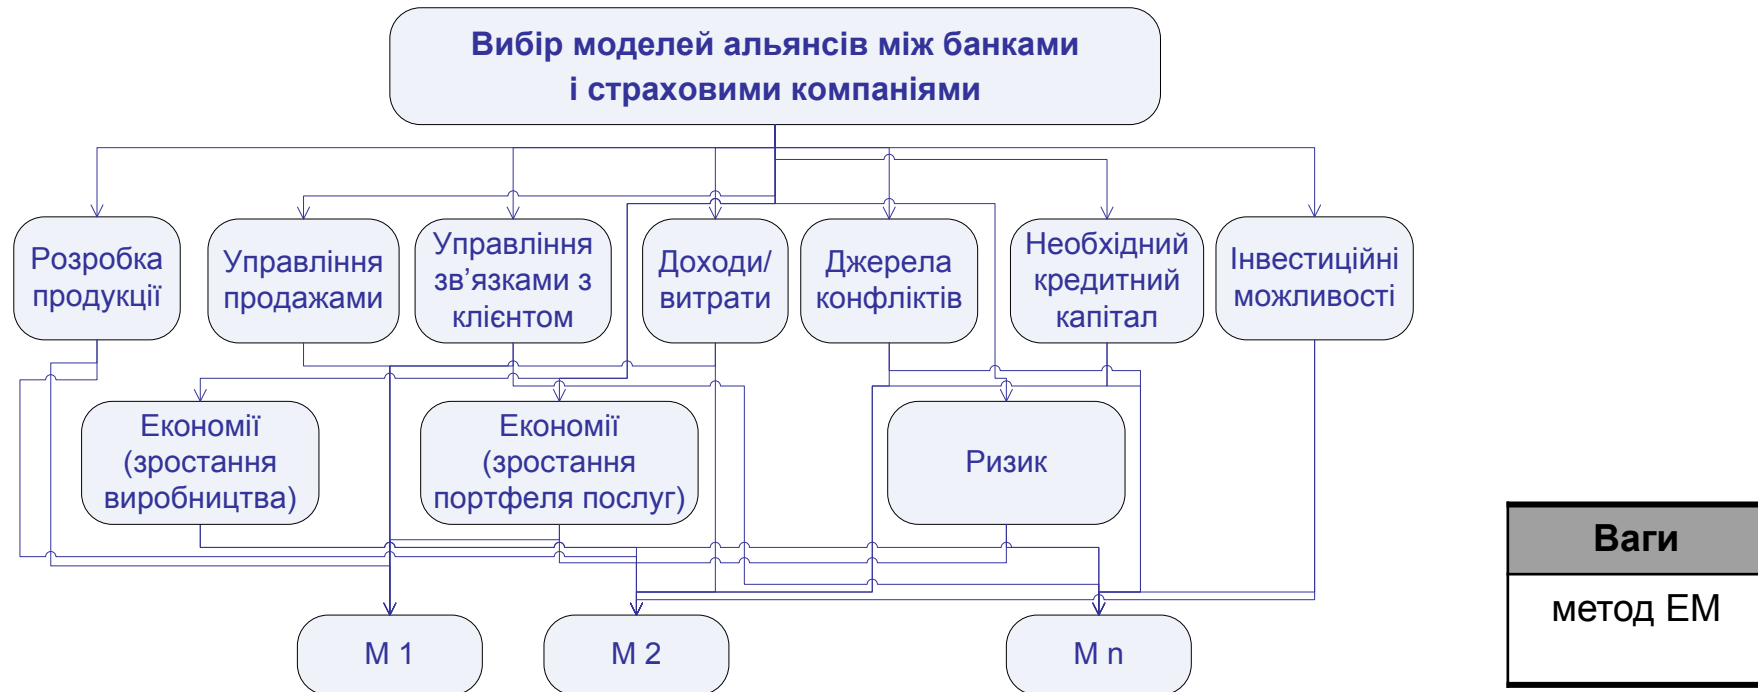 Вибір моделей альянсів між банками
і страховими компаніями
Розробка
продукції
Управління
продажами
Управління
зв’язками з
клієнтом
Доходи/
витрати
Джерела
конфліктів
Необхідний
кредитний
капітал
Інвестиційні
можливості
Економії
(зростання
виробництва)
Економії
(зростання
портфеля послуг)
Ризик
М 1
М 2
М n
Ваги
метод ЕМ